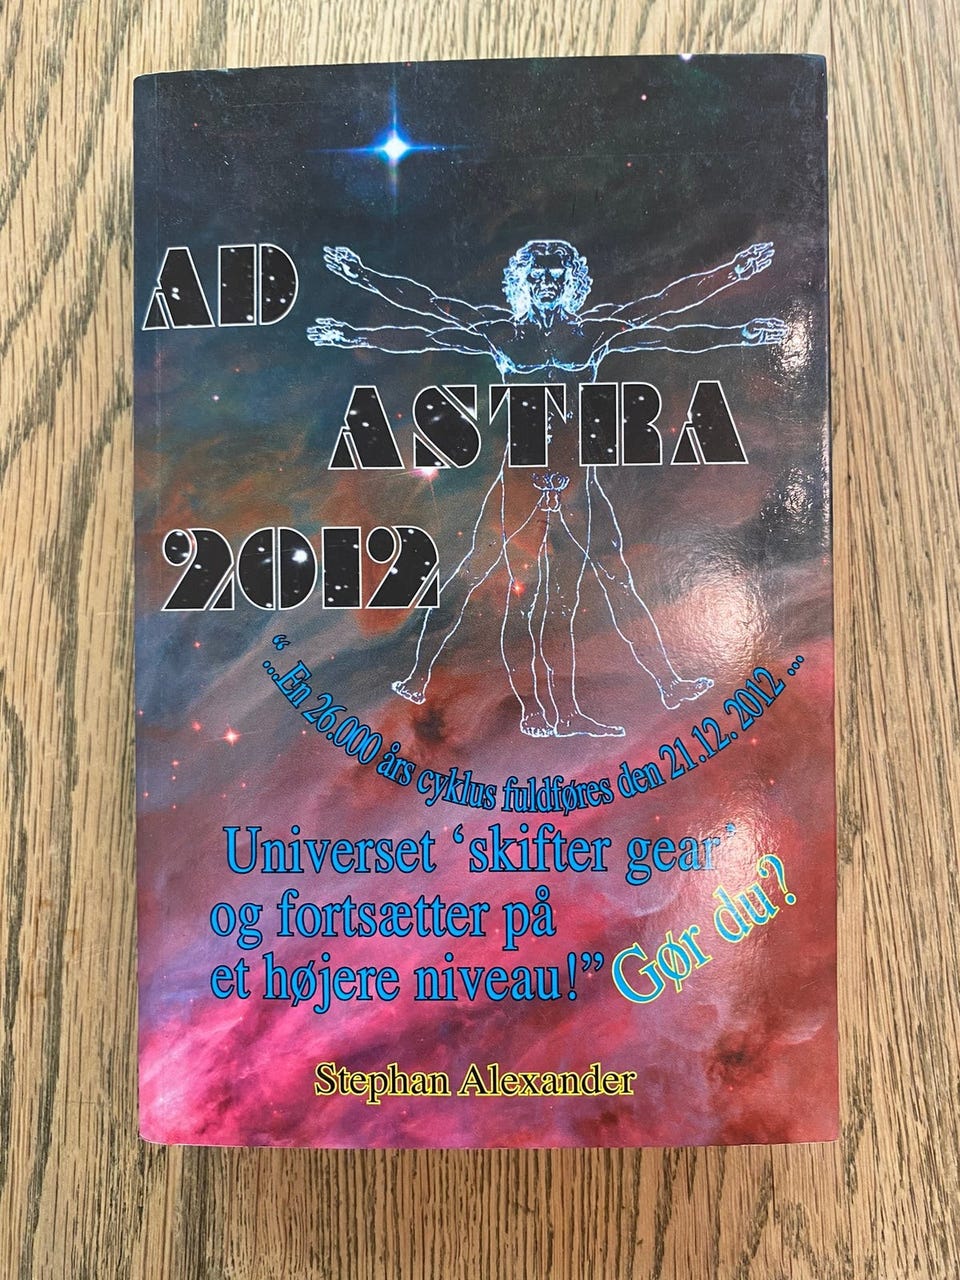 AD
ASTRA
2012
“...En 26.000 års cyklus fuldføres den 21.12. 2012 ...
Universet ‘skifter gear’
og fortsætter på
et højere niveau!” Gør du?
Stephan Alexander